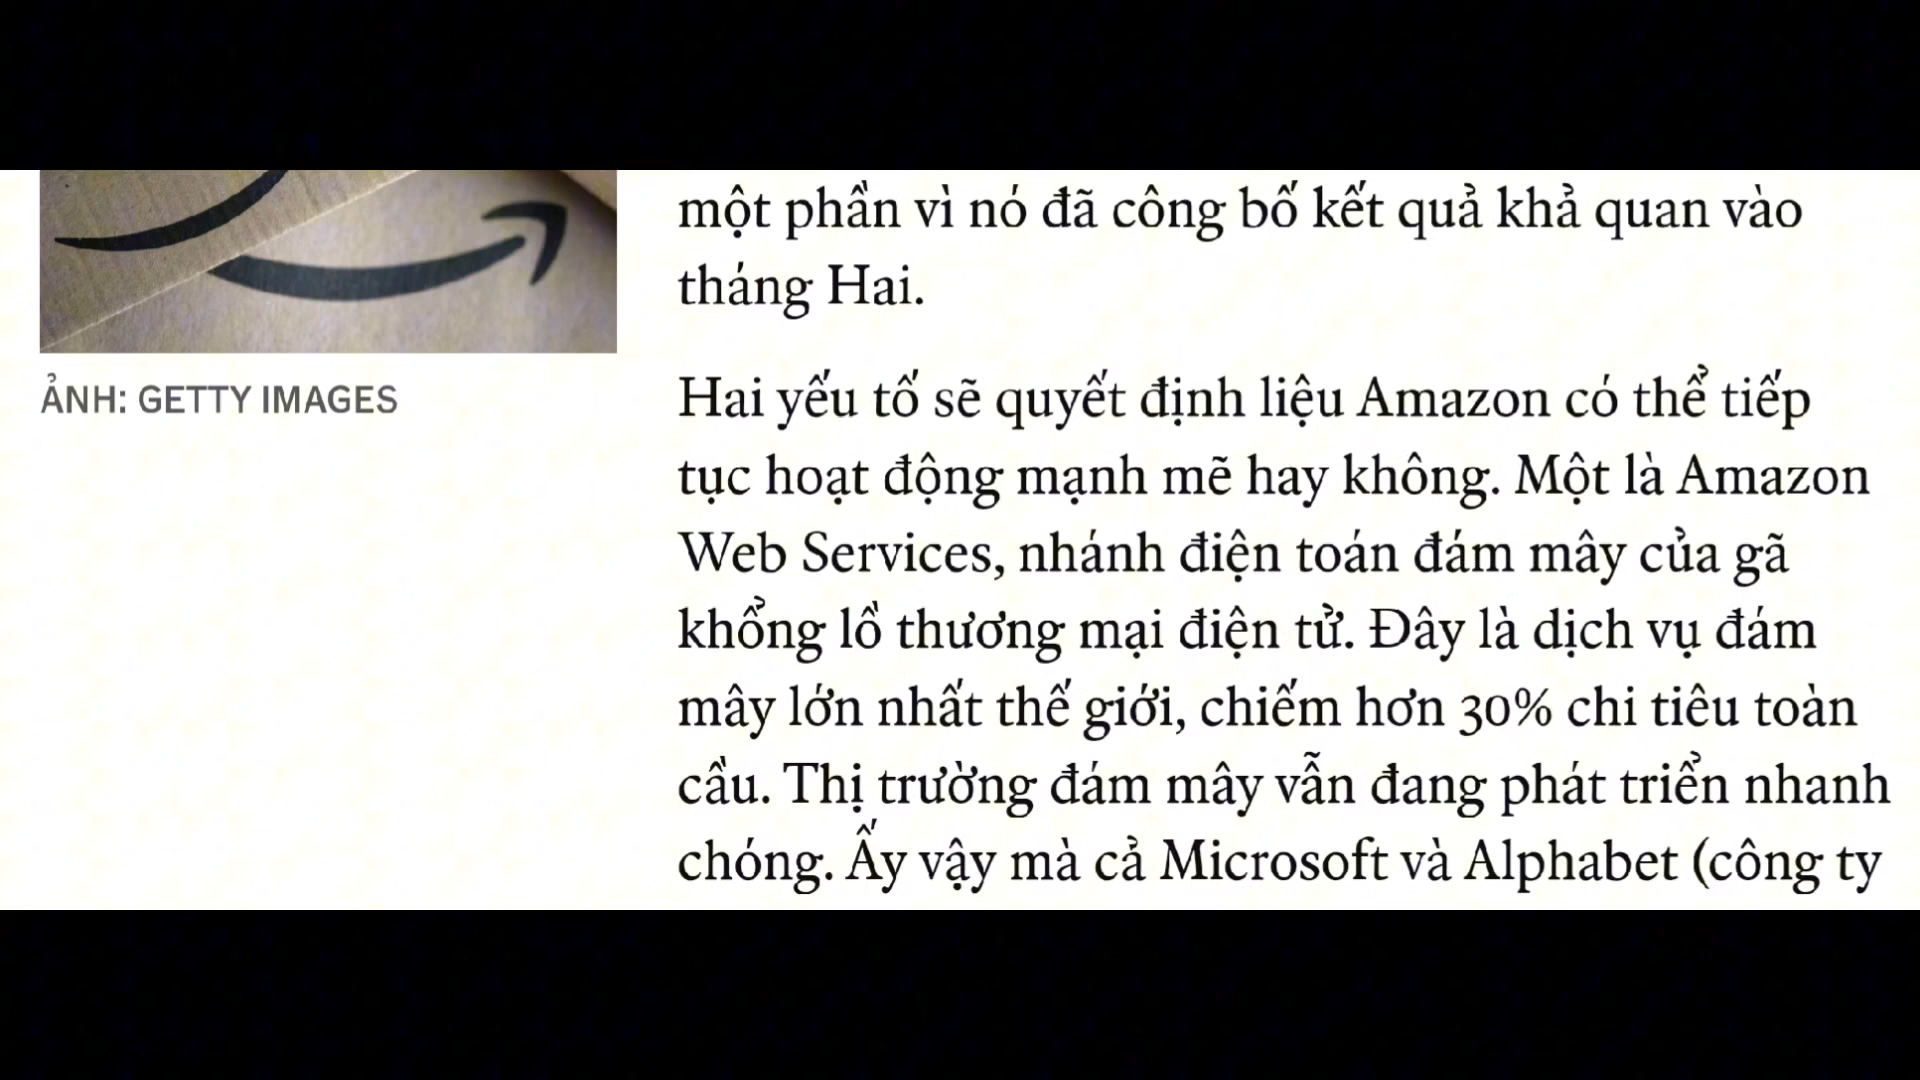 một phần vì nó đã công bố kết quả khả quan vào
tháng Hai.
ẢNH: GETTY IMAGES
Hai yếu tố sẽ quyết định liệu Amazon có thể tiếp
tục hoạt động mạnh mẽ hay không. Một là Amazon
Web Services, nhánh điện toán đám mây của gã
khổng lồ thương mại điện tử. Đây là dịch vụ đám
mây lớn nhất thế giới, chiếm hơn 30% chi tiêu toàn
cầu. Thị trường đám mây vẫn đang phát triển nhanh
chóng. Ấy vậy mà cả Microsoft và Alphabet (công ty